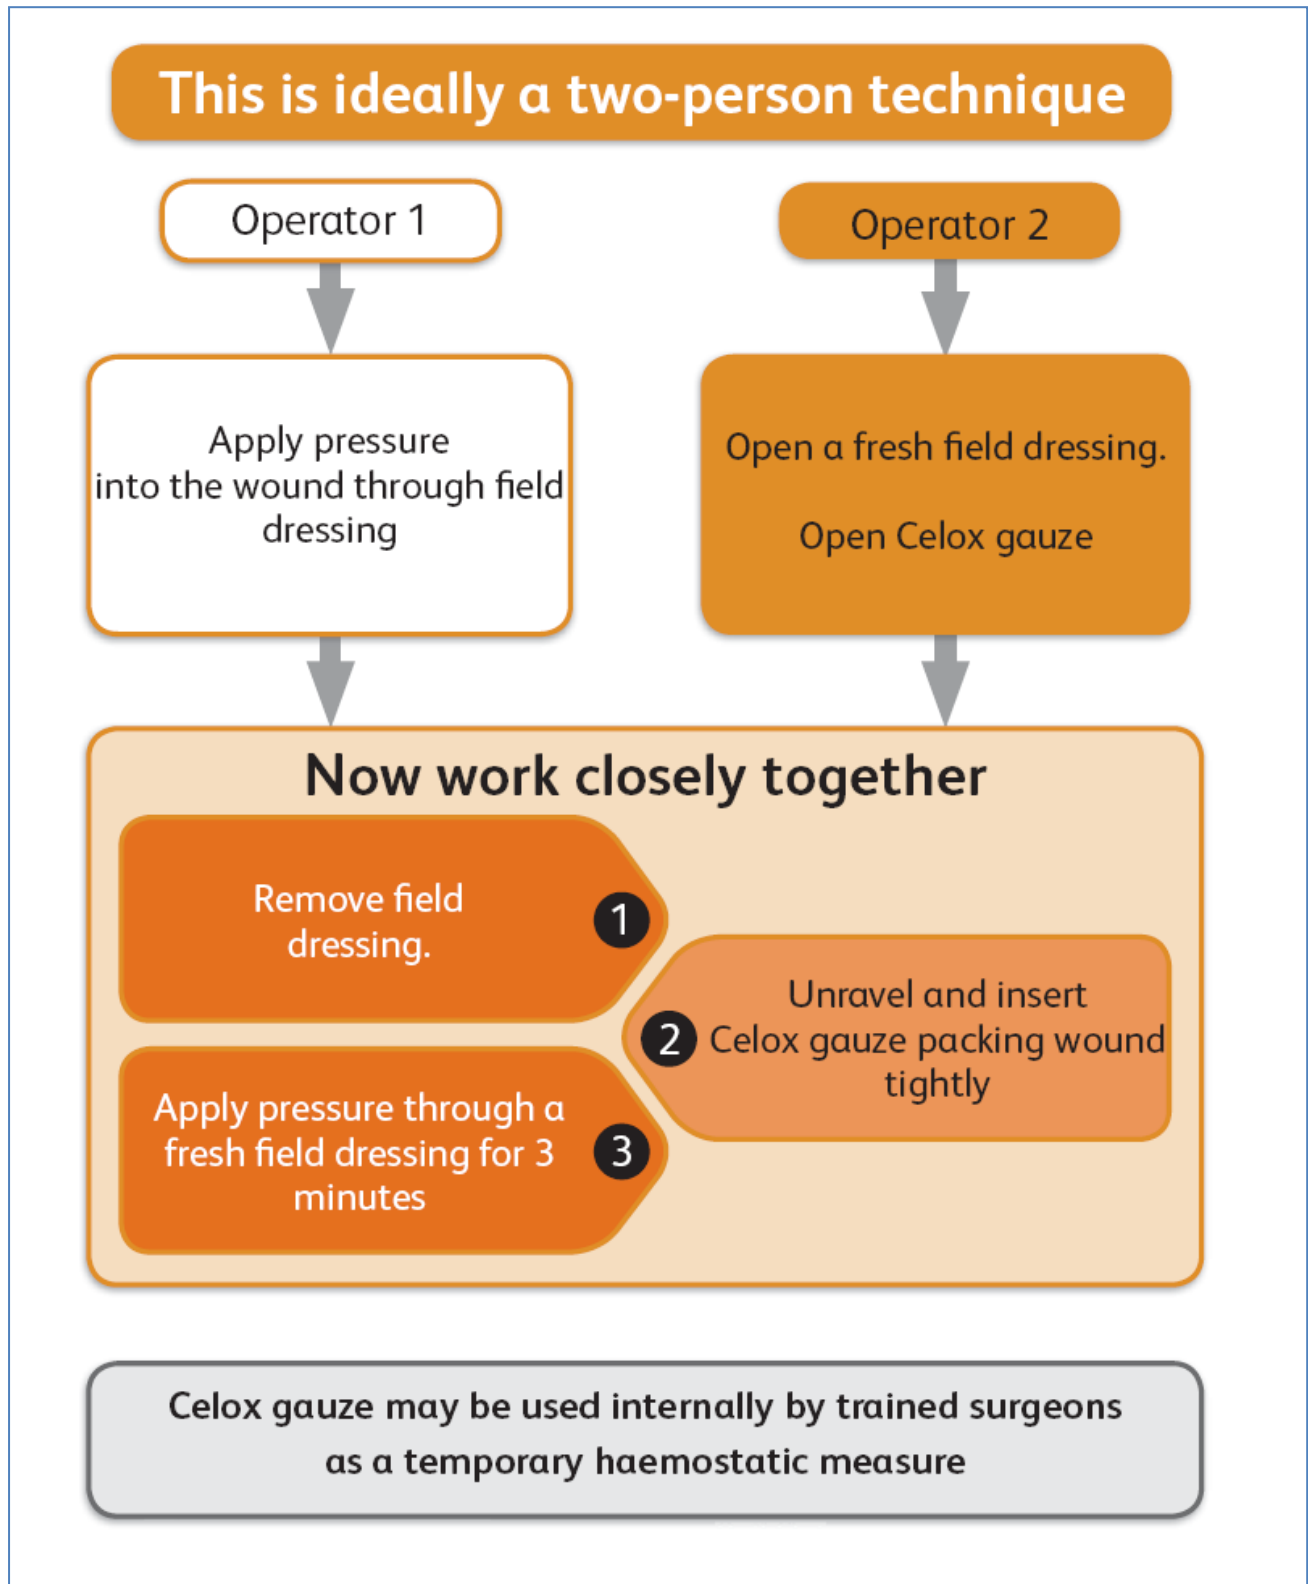 This is ideally a two-person technique
Operator 1
Operator 2
Apply pressure
into the wound through field
dressing
Open a fresh field dressing.
Open Celox gauze
Now work closely together
Remove field
dressing.
1
2
Unravel and insert
Celox gauze packing wound
tightly
Apply pressure through a
fresh field dressing for 3
minutes
3
Celox gauze may be used internally by trained surgeons
as a temporary haemostatic measure